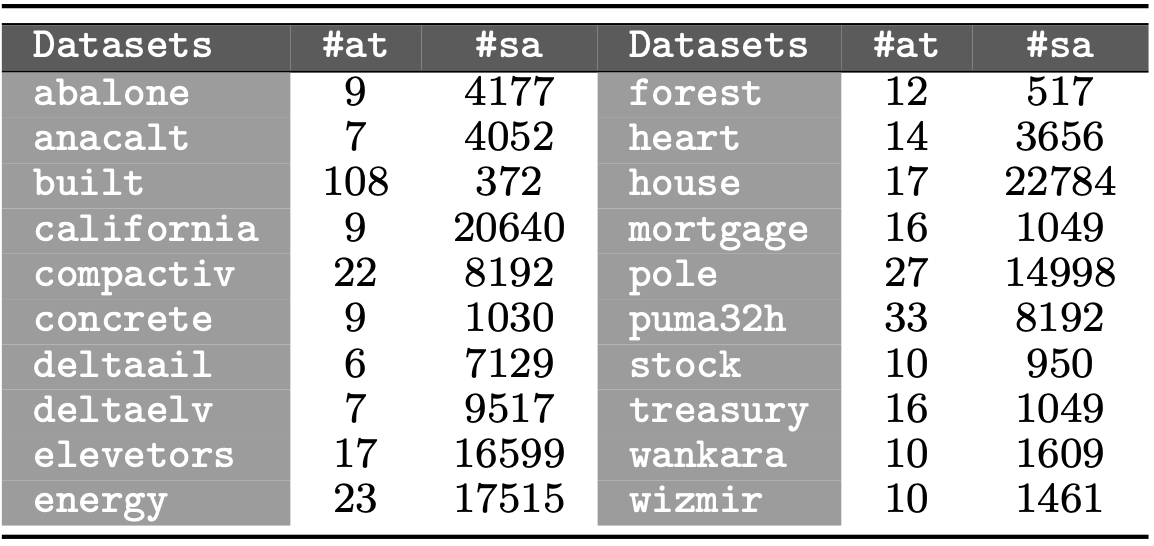 Datasets #at #sa Datasets #at #sa
abalone 9 4177 forest 12 517
anacalt 7 4052 heart 14 3656
built 108 372 house 17 22784
california 9 20640 mortgage 16 1049
compactiv 22 8192 pole 27 14998
concrete 9 1030 puma32h 33 8192
deltaail 6 7129 stock 10 950
deltaelv 7 9517 treasury 16 1049
elevetors 17 16599 wankara 10 1609
energy 23 17515 wizmir 10 1461